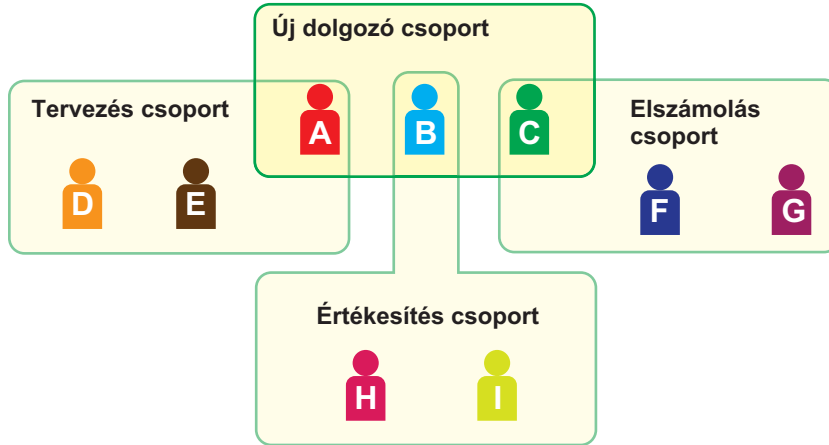 Új dolgozó csoport
Tervezés csoport
A
B
C
Elszámolás
csoport
D
E
F
G
Értékesítés csoport
H
I